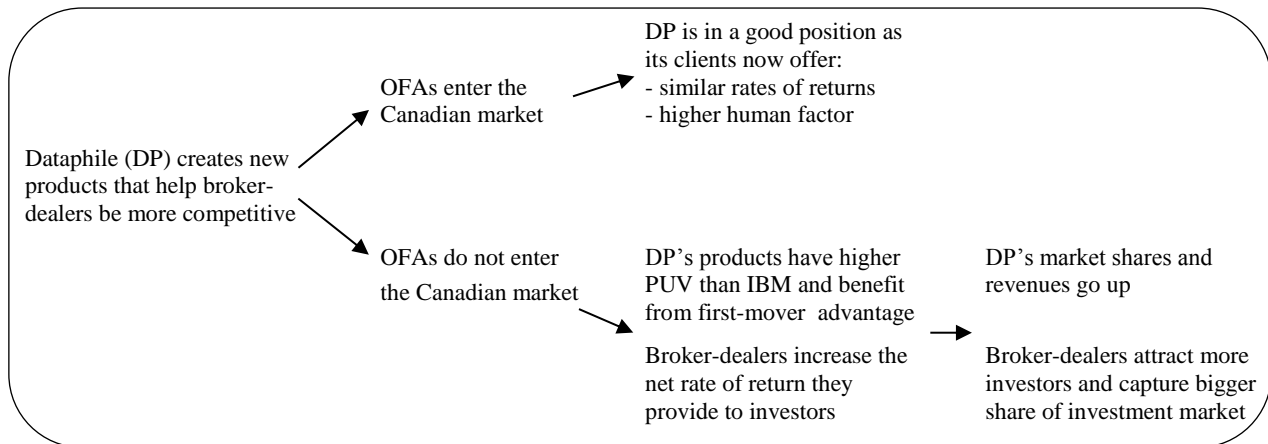 Dataphile (DP) creates new
products that help broker-
dealers be more competitive
OFAs enter the
Canadian market
DP is in a good position as
its clients now offer:
- similar rates of returns
- higher human factor
OFAs do not enter
the Canadian market
DP’s products have higher
PUV than IBM and benefit
from first-mover advantage
Broker-dealers increase the
net rate of return they
provide to investors
DP’s market shares and
revenues go up
Broker-dealers attract more
investors and capture bigger
share of investment market